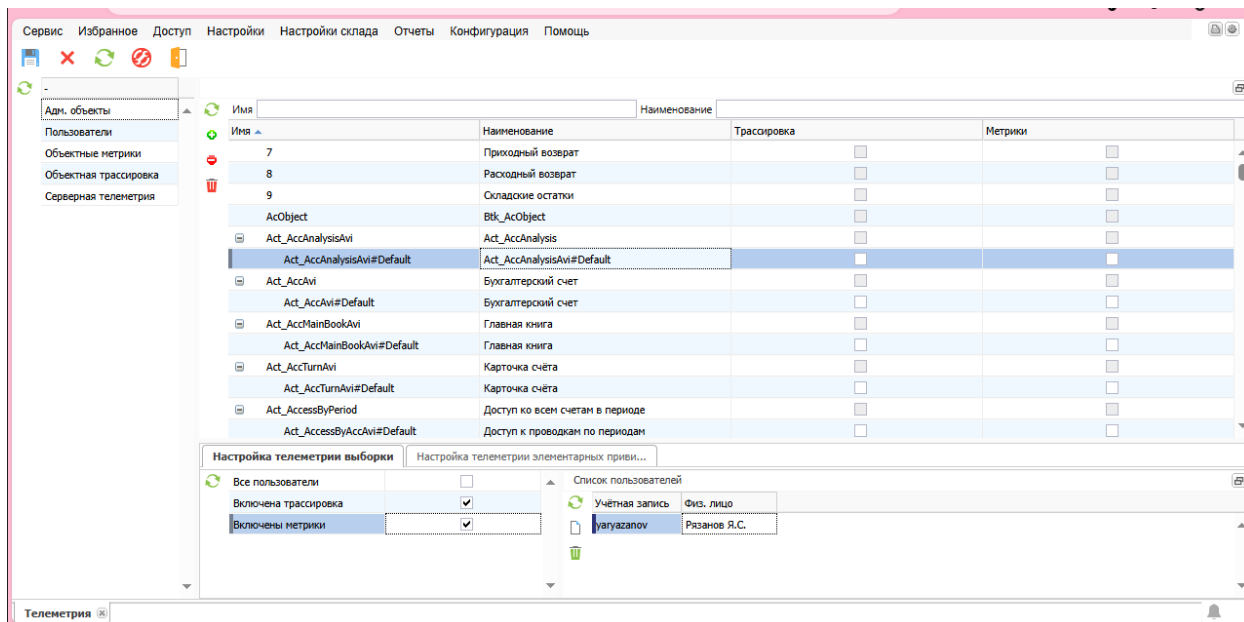 Сервис Избранное Доступ Настройки Настройки склада Отчеты Конфигурация Помощь
-
Адм. объекты
Пользователи
Объектные метрики
Объектная трассировка
Серверная телеметрия
Имя Наименование
Имя Наименование Трассировка Метрики
7 Приходный возврат
8 Расходный возврат
9 Складские остатки
AcObject Btk_AcObject
Act_AccAnalysisAvi Act_AccAnalysis
Act_AccAnalysisAvi#Default Act_AccAnalysisAvi#Default
Act_AccAvi Бухгалтерский счет
Act_AccAvi#Default Бухгалтерский счет
Act_AccMainBookAvi Главная книга
Act_AccMainBookAvi#Default Главная книга
Act_AccTurnAvi Карточка счёта
Act_AccTurnAvi#Default Карточка счёта
Act_AccessByPeriod Доступ ко всем счетам в периоде
Act_AccessByAccAvi#Default Доступ к проводкам по периодам
Настройка телеметрии выборки Настройка телеметрии элементарных приви...
Все пользователи
Включена трассировка
Включены метрики
Список пользователей
Учётная запись Физ. лицо
yaryazanov Рязанов Я.С.
Телеметрия